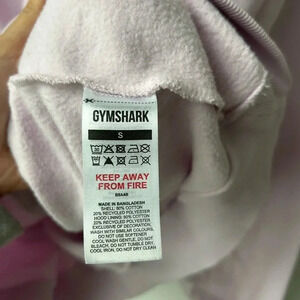 GYMSHARK
S
KEEP AWAY
FROM FIRE
MADE IN BANGLADESH
SHELL: 80% COTTON
20% RECYCLED POLYESTER
HOOD LINING: 80% COTTON
20% RECYCLED POLYESTER
EXCLUSIVE OF DECORATION.
WASH WITH SIMILAR COLOURS.
DO NOT USE SOFTENER
COOL WASH GENTLE, DO NOT
BLEACH, DO NOT TUMBLE DRY,
COOL IRON, DO NOT DRY CLEAN